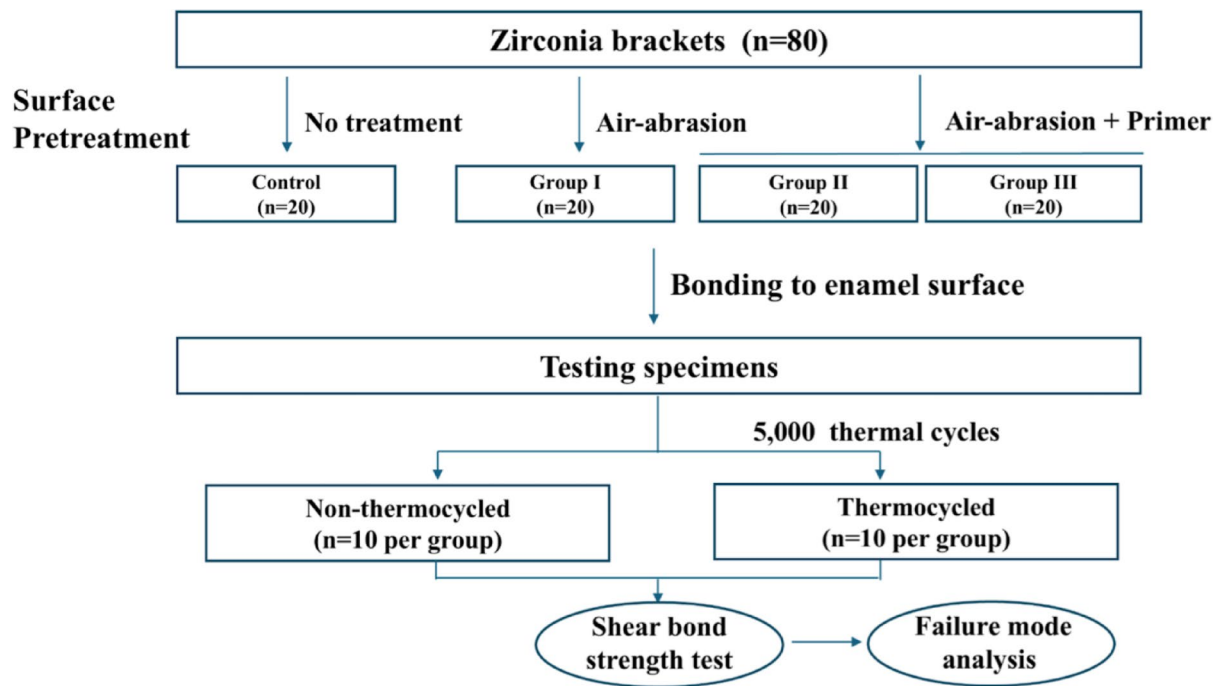 Zirconia brackets (n=80)
Surface
Pretreatment
No treatment
Air-abrasion
Air-abrasion + Primer
Control
(n=20)
Group I
(n=20)
Group II
(n=20)
Group III
(n=20)
Bonding to enamel surface
Testing specimens
5,000 thermal cycles
Non-thermocycled
(n=10 per group)
Thermocycled
(n=10 per group)
Shear bond
strength test
Failure mode
analysis